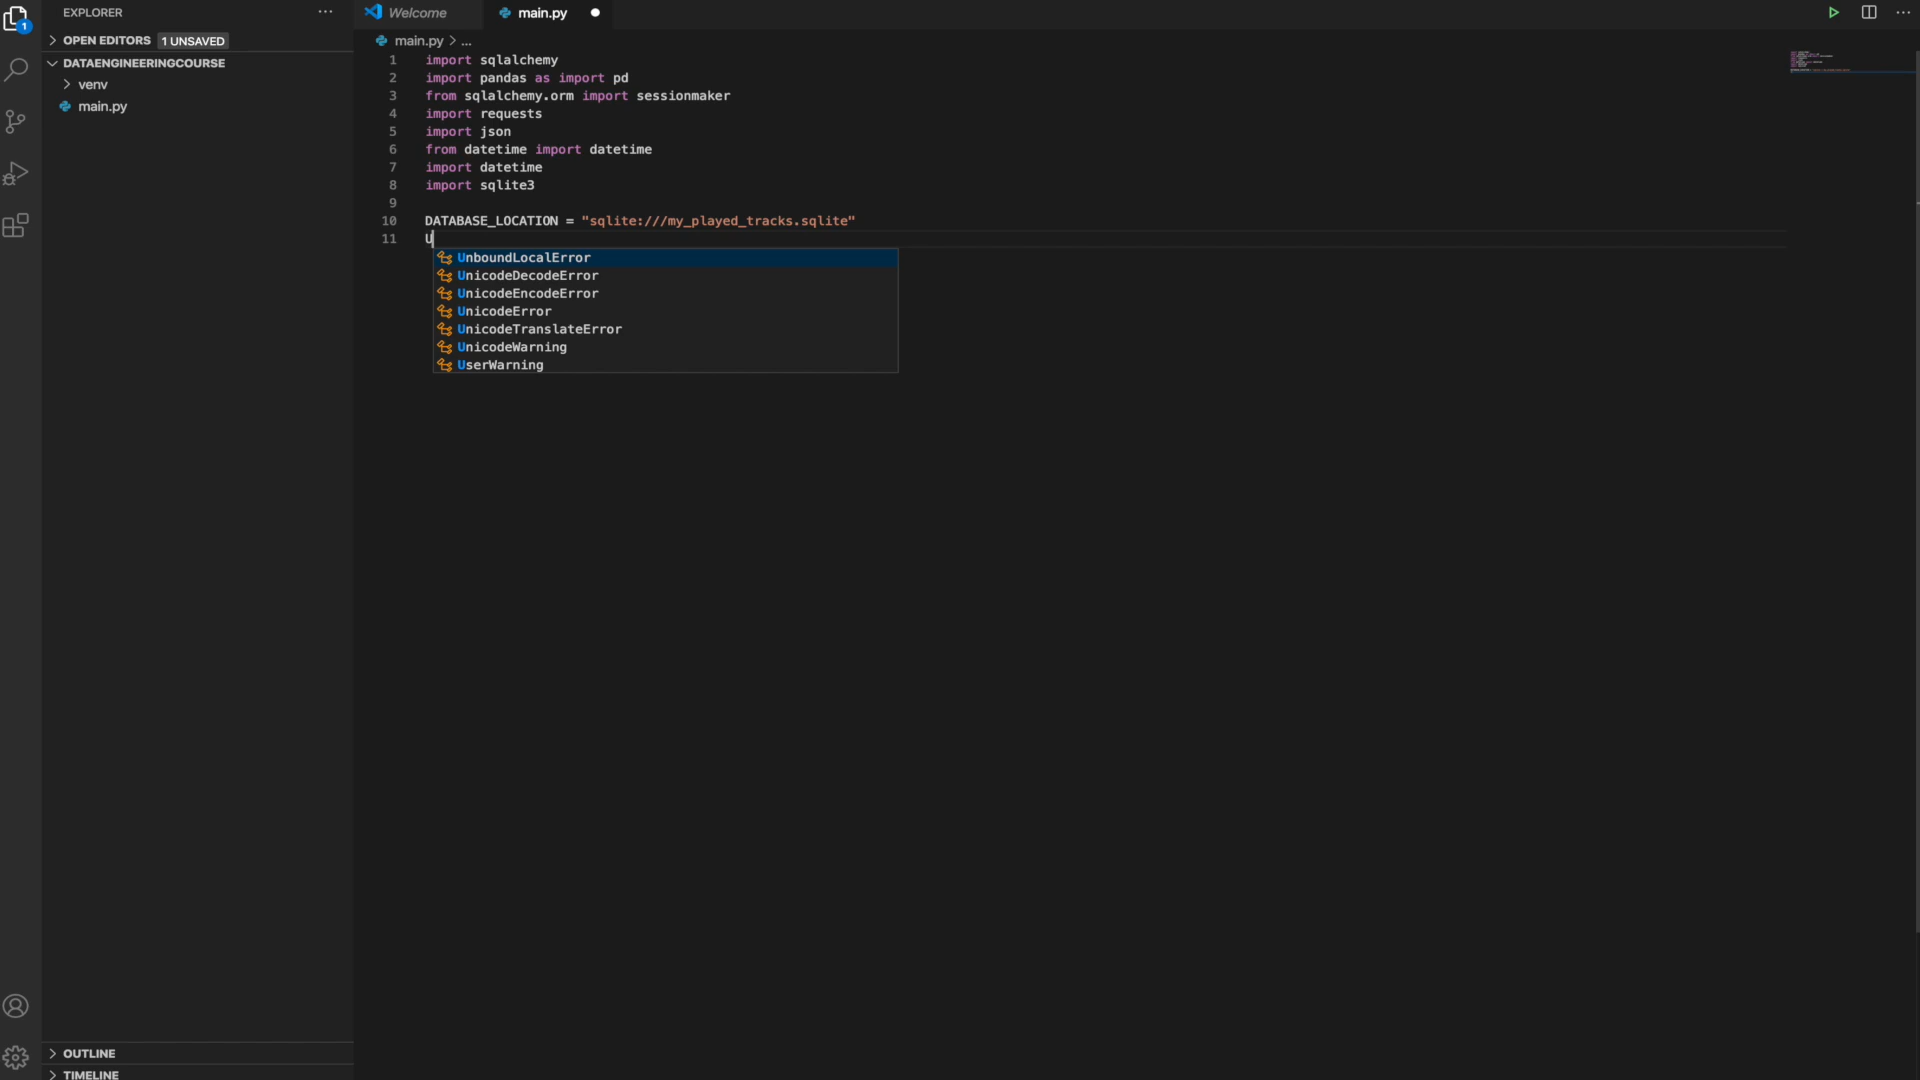 EXPLORER
...
Welcome
main.py
1
OPEN EDITORS 1 UNSAVED
main.py > ...
DATAENGINEERINGCOURSE
venv
main.py
1 import sqlalchemy
2 import pandas as import pd
3 from sqlalchemy.orm import sessionmaker
4 import requests
5 import json
6 from datetime import datetime
7 import datetime
8 import sqlite3
9
10 DATABASE_LOCATION = "sqlite:///my_played_tracks.sqlite"
11 U
UnboundLocalError
UnicodeDecodeError
UnicodeEncodeError
UnicodeError
UnicodeTranslateError
UnicodeWarning
UserWarning
OUTLINE
TIMELINE